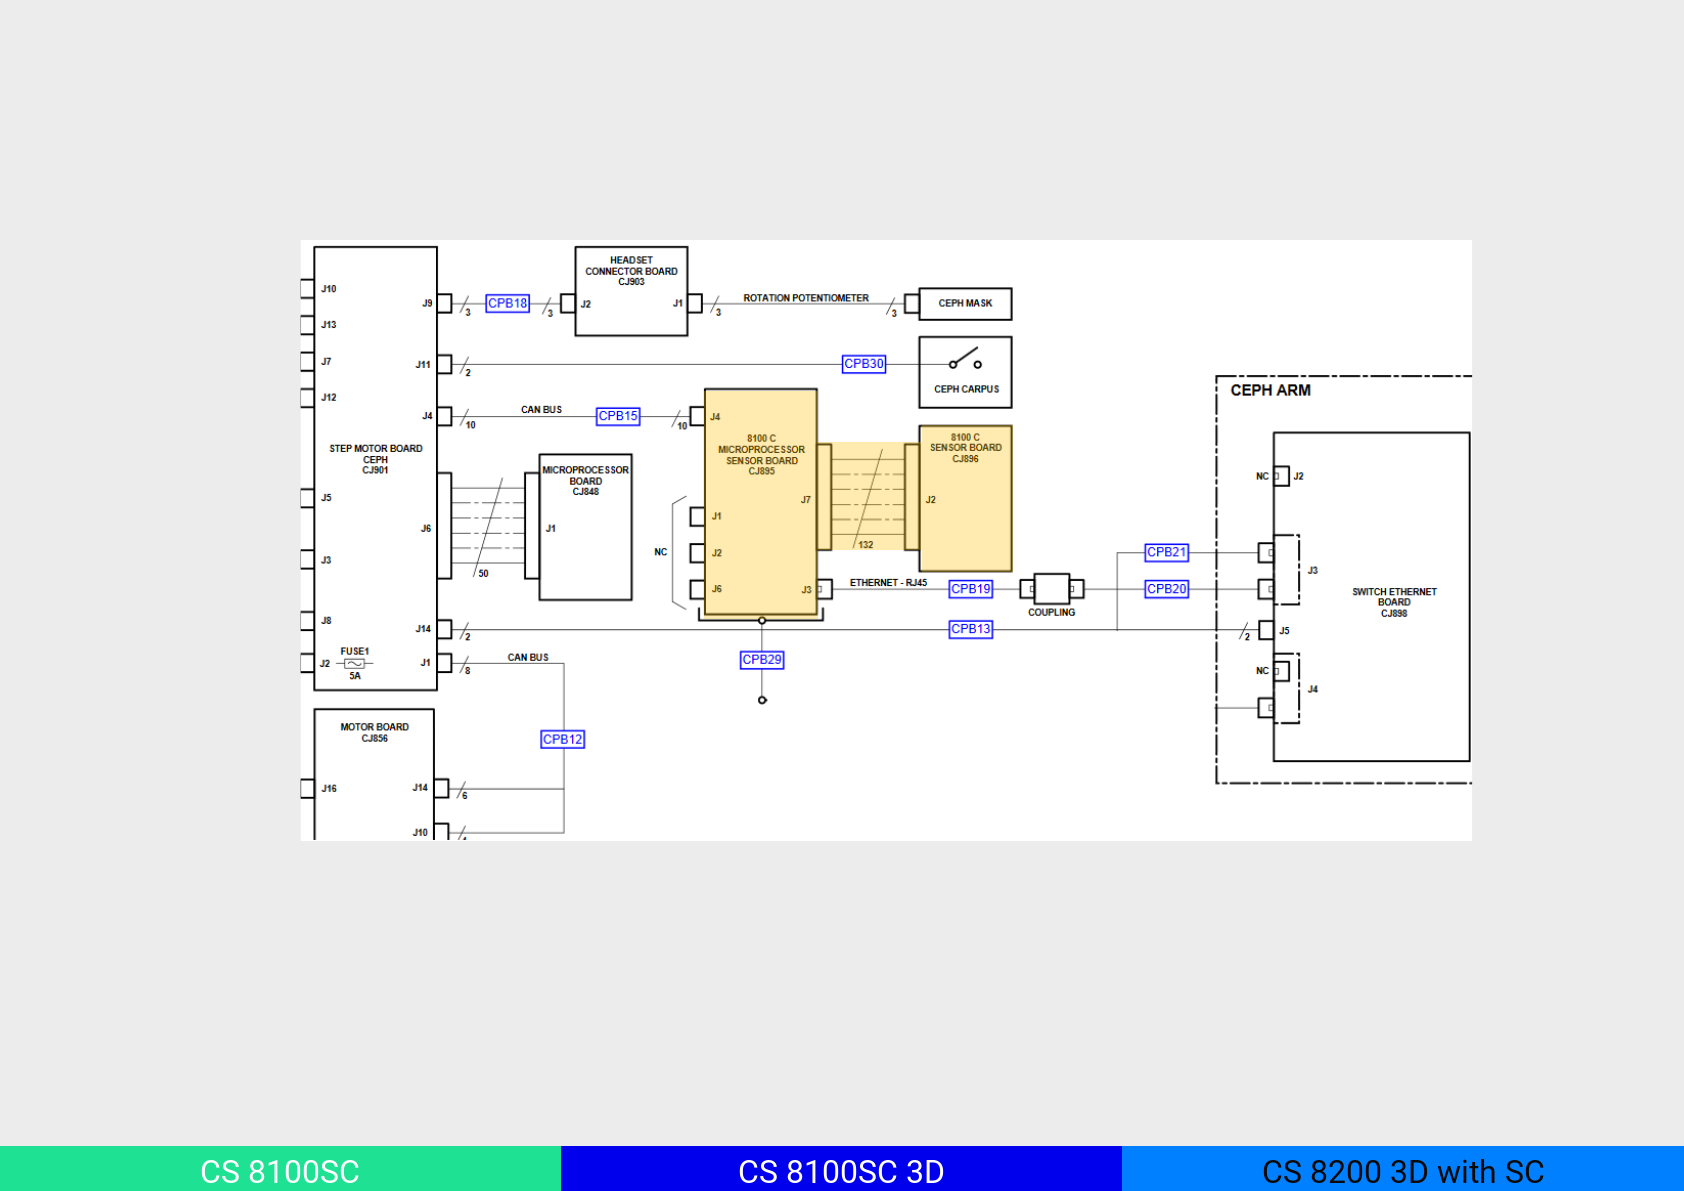 HEADSET
CONNECTOR BOARD
CJ903
J10
J9
3
CPB18
3
J2
J1
3
ROTATION POTENTIOMETER
3
CEPH MASK
J13
J7
J11
2
CPB30
CEPH CARPUS
J12
J4
10
CAN BUS
CPB15
10
J4
STEP MOTOR BOARD
CEPH
CJ901
MICROPROCESSOR
BOARD
CJ848
8100 C
MICROPROCESSOR
SENSOR BOARD
CJ895
8100 C
SENSOR BOARD
CJ896
CEPH ARM
NC
J2
J5
J6
50
J1
NC
J1
J2
J6
J7
132
J2
J3
J3
ETHERNET - RJ45
CPB19
COUPLING
CPB21
CPB20
J3
SWITCH ETHERNET
BOARD
CJ898
J8
J14
2
CPB13
2
J5
FUSE1
J2
5A
J1
8
CAN BUS
CPB29
NC
J4
MOTOR BOARD
CJ856
CPB12
J16
J14
6
J10
CS 8100SC
CS 8100SC 3D
CS 8200 3D with SC